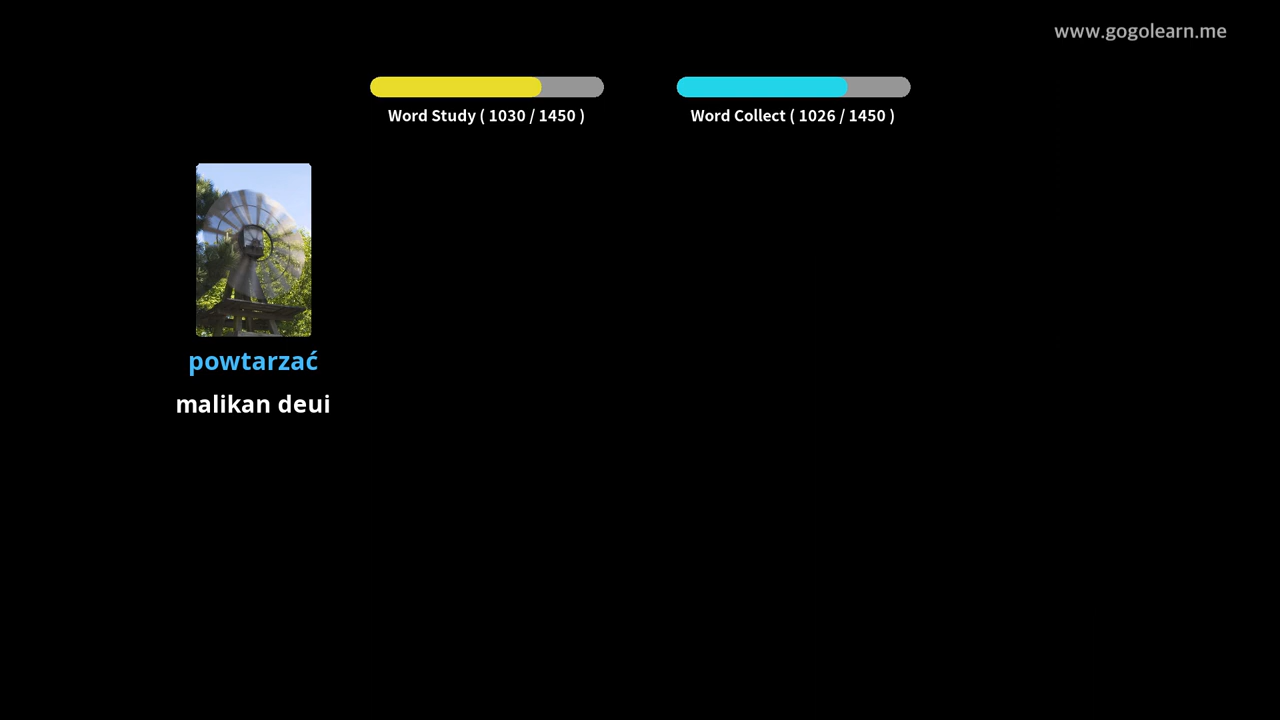 www.gogolearn.me
Word Study ( 1030 / 1450 )
Word Collect ( 1026 / 1450 )
powtarzać
malikan deui